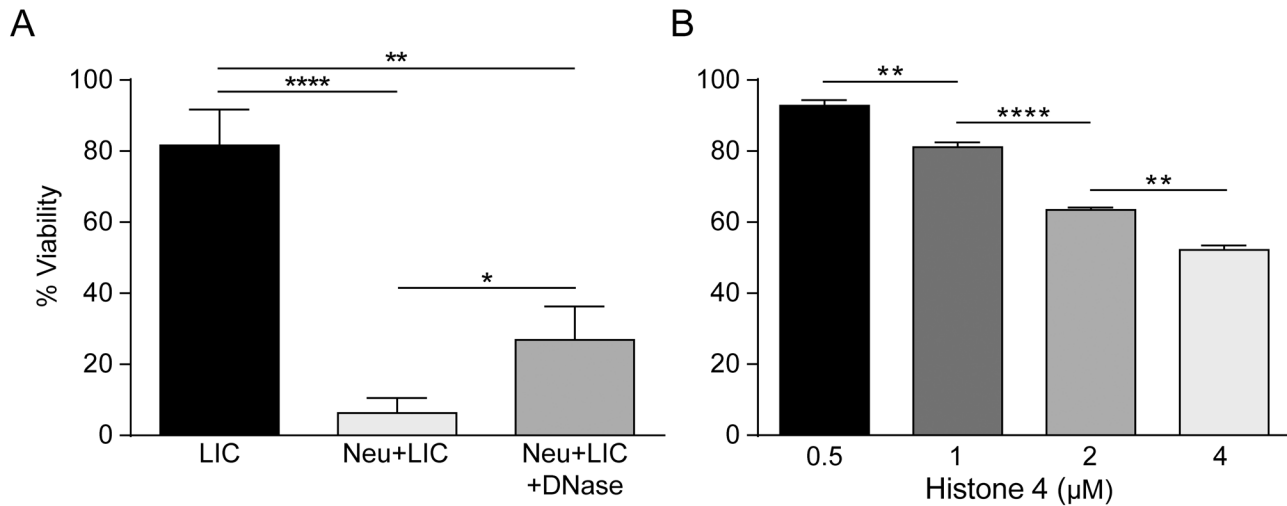 A
**
****
*
% Viability
100
80
60
40
20
0
LIC
Neu+LIC
Neu+LIC
+DNase
B
**
****
**
100
80
60
40
20
0
0.5 1 2 4
Histone 4 (µM)